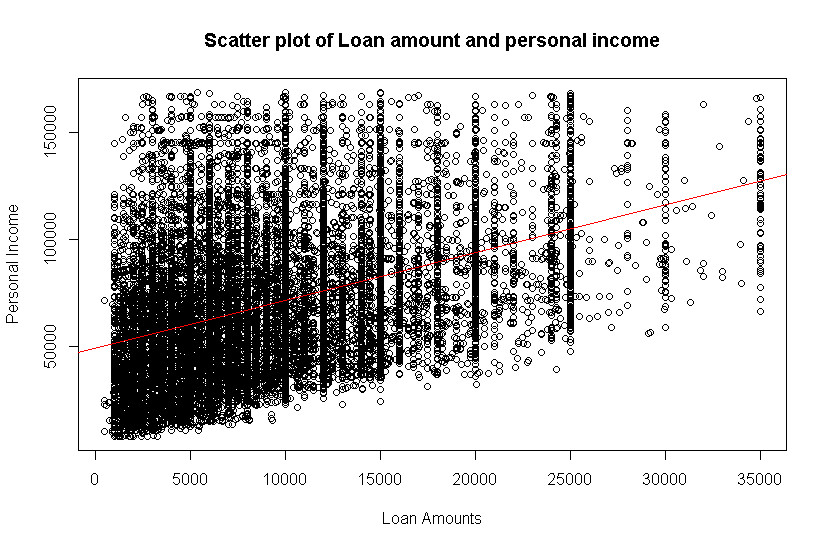 Scatter plot of Loan amount and personal income
Personal Income
150000
100000
50000
0 5000 10000 15000 20000 25000 30000 35000
Loan Amounts